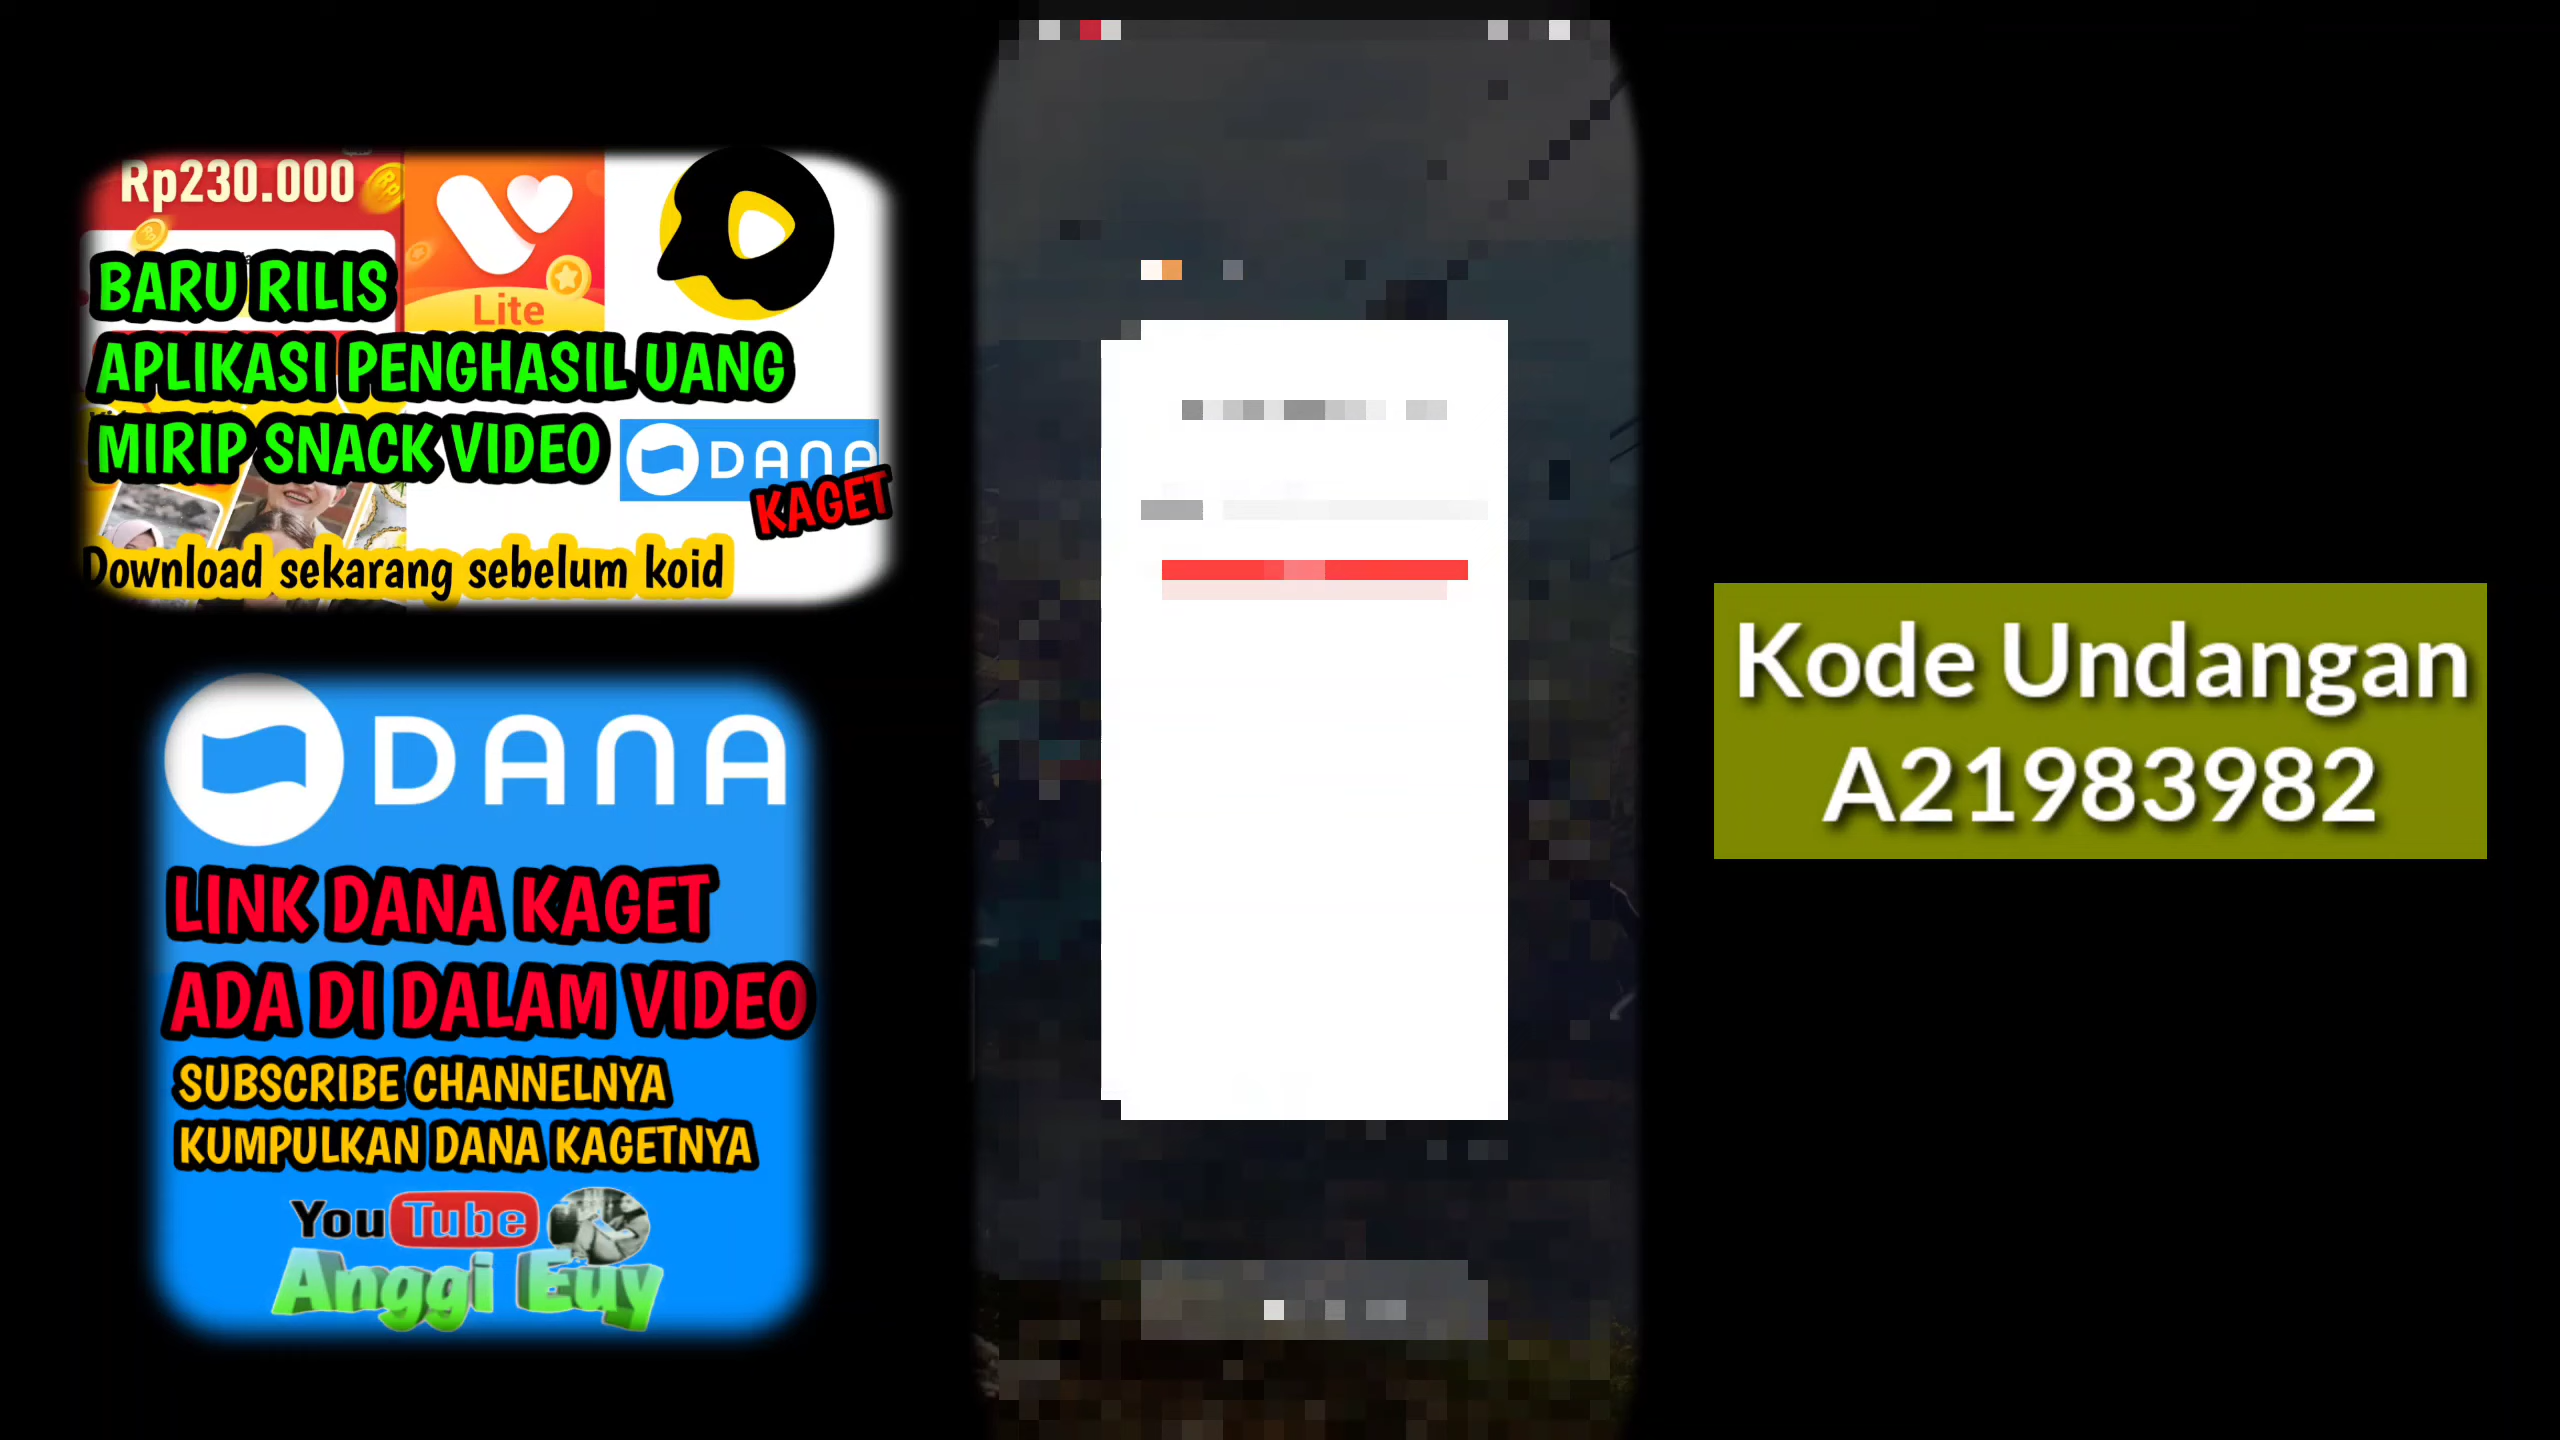 Rp230.000
Lite
BARU RILIS
APLIKASI PENGHASIL UANG
MIRIP SNACK VIDEO
DANA
KAGET
Download sekarang sebelum koid
DANA
LINK DANA KAGET
ADA DI DALAM VIDEO
SUBSCRIBE CHANNELNYA
KUMPULKAN DANA KAGETNYA
YouTube
Anggi Euy
Kode Undangan
A21983982